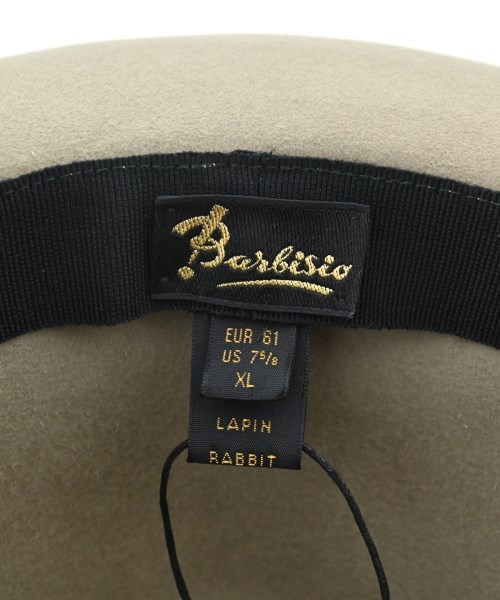 Barbisio
EUR 61
US 7⅝
XL
LAPIN
RABBIT